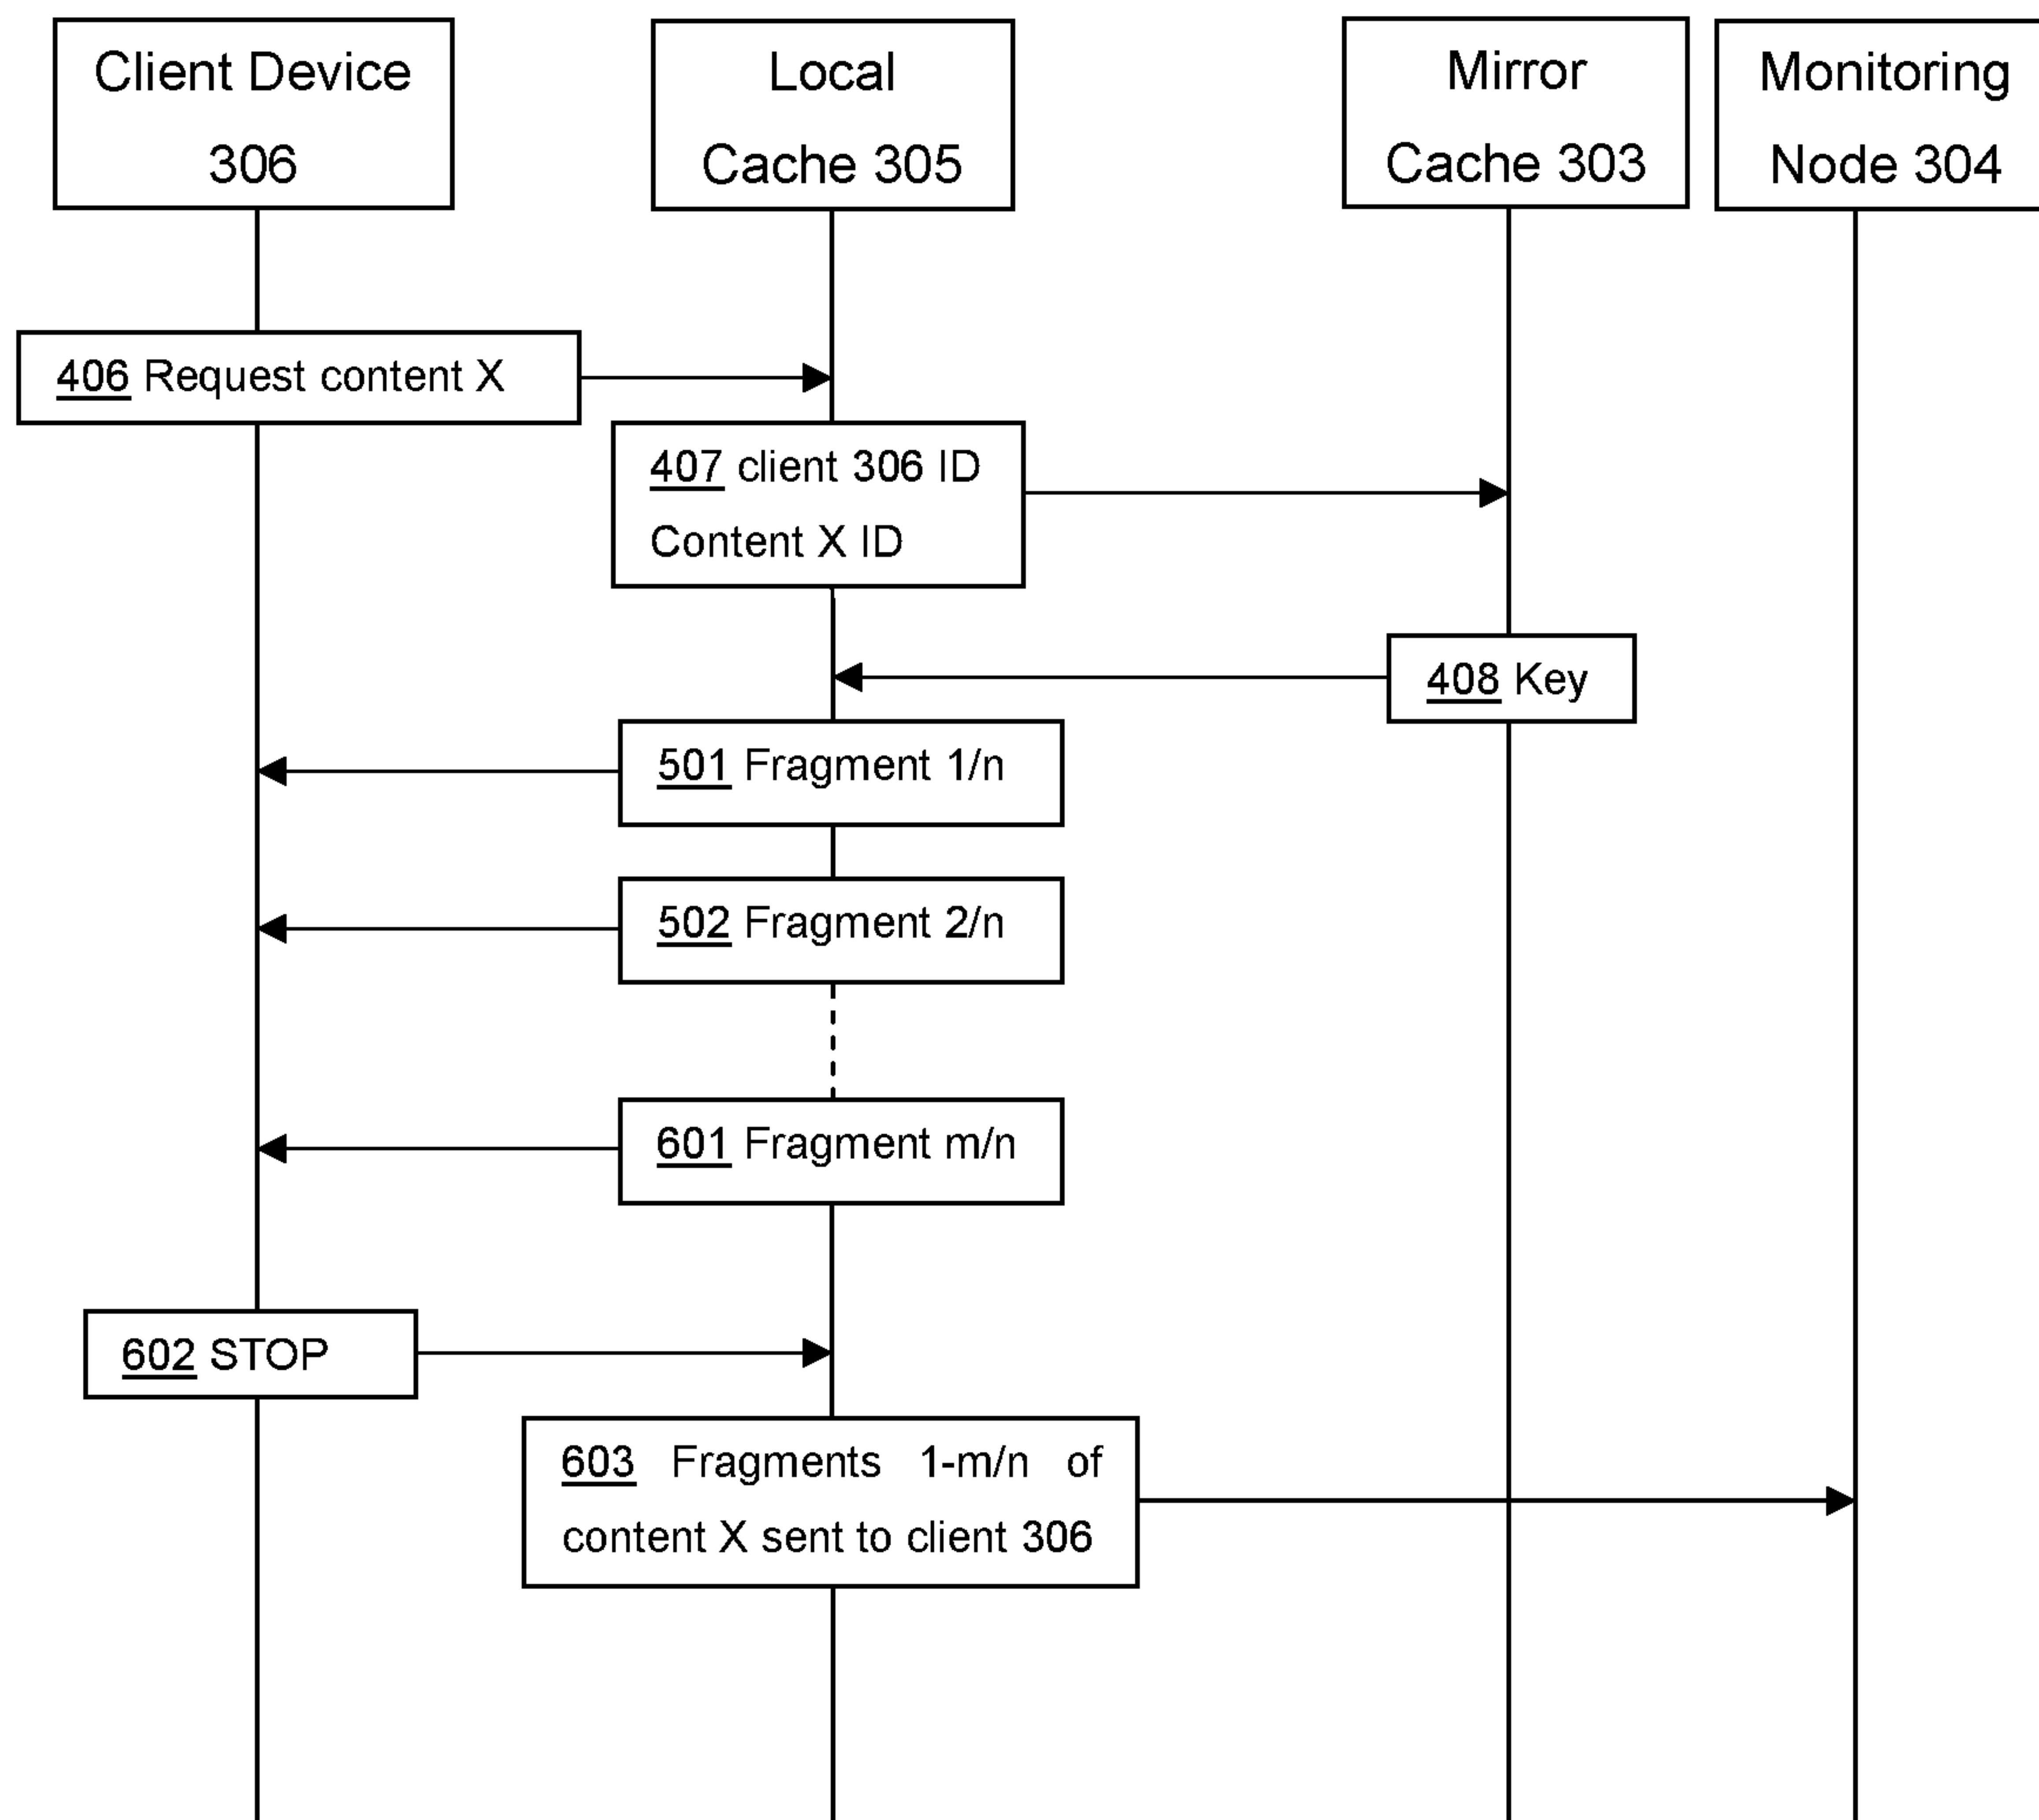 Client Device
306
Local
Cache 305
Mirror
Cache 303
Monitoring
Node 304
406 Request content X
407 client 306 ID
Content X ID
408 Key
501 Fragment 1/n
502 Fragment 2/n
601 Fragment m/n
602 STOP
603 Fragments 1-m/n of
content X sent to client 306